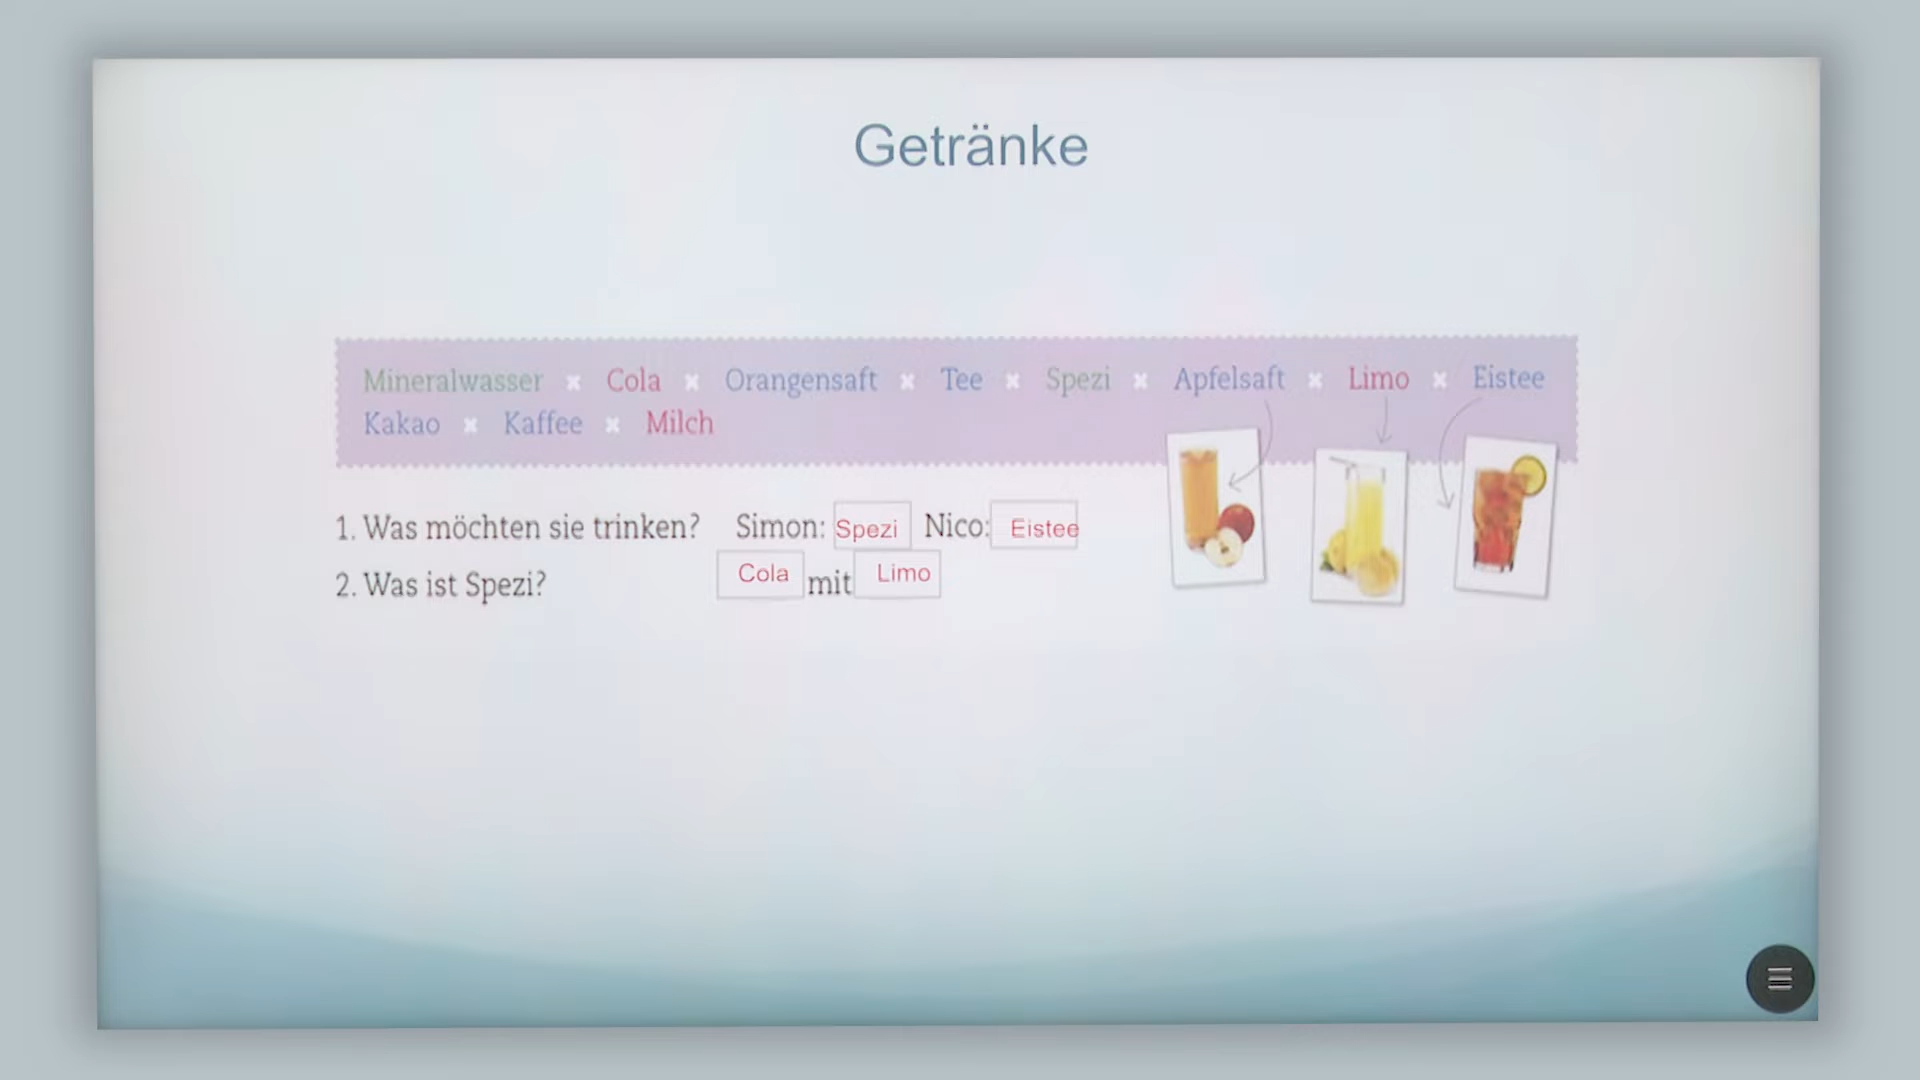 Getränke
Mineralwasser × Cola × Orangensaft × Tee × Spezi × Apfelsaft × Limo × Eistee
Kakao × Kaffee × Milch
1. Was möchten sie trinken? Simon: Spezi Nico: Eistee
2. Was ist Spezi? Cola mit Limo